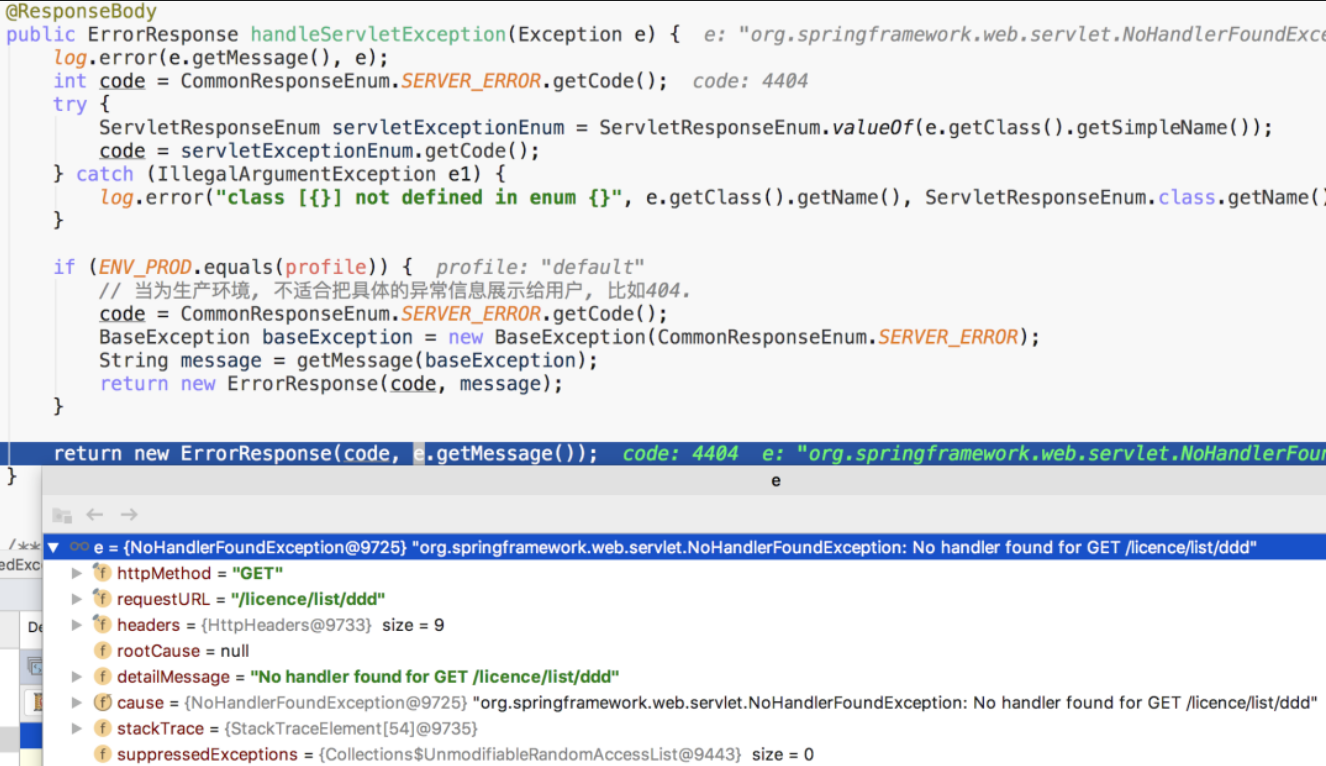 @ResponseBody
public ErrorResponse handleServletException(Exception e) {  e: "org.springframework.web.servlet.NoHandlerFoundExce
log.error(e.getMessage(), e);
int code = CommonResponseEnum.SERVER_ERROR.getCode();  code: 4404
try {
ServletResponseEnum servletExceptionEnum = ServletResponseEnum.valueOf(e.getClass().getSimpleName());
code = servletExceptionEnum.getCode();
} catch (IllegalArgumentException e1) {
log.error("class [{}] not defined in enum {}", e.getClass().getName(), ServletResponseEnum.class.getName()
}
if (ENV_PROD.equals(profile)) {  profile: "default"
// 当为生产环境, 不适合把具体的异常信息展示给用户, 比如404.
code = CommonResponseEnum.SERVER_ERROR.getCode();
BaseException baseException = new BaseException(CommonResponseEnum.SERVER_ERROR);
String message = getMessage(baseException);
return new ErrorResponse(code, message);
}
return new ErrorResponse(code, e.getMessage());  code: 4404  e: "org.springframework.web.servlet.NoHandlerFour
}
e
/**
edExc
De
e = {NoHandlerFoundException@9725} "org.springframework.web.servlet.NoHandlerFoundException: No handler found for GET /licence/list/ddd"
f httpMethod = "GET"
f requestURL = "/licence/list/ddd"
f headers = {HttpHeaders@9733} size = 9
f rootCause = null
f detailMessage = "No handler found for GET /licence/list/ddd"
f cause = {NoHandlerFoundException@9725} "org.springframework.web.servlet.NoHandlerFoundException: No handler found for GET /licence/list/ddd"
f stackTrace = {StackTraceElement[54]@9735}
f suppressedExceptions = {Collections$UnmodifiableRandomAccessList@9443} size = 0